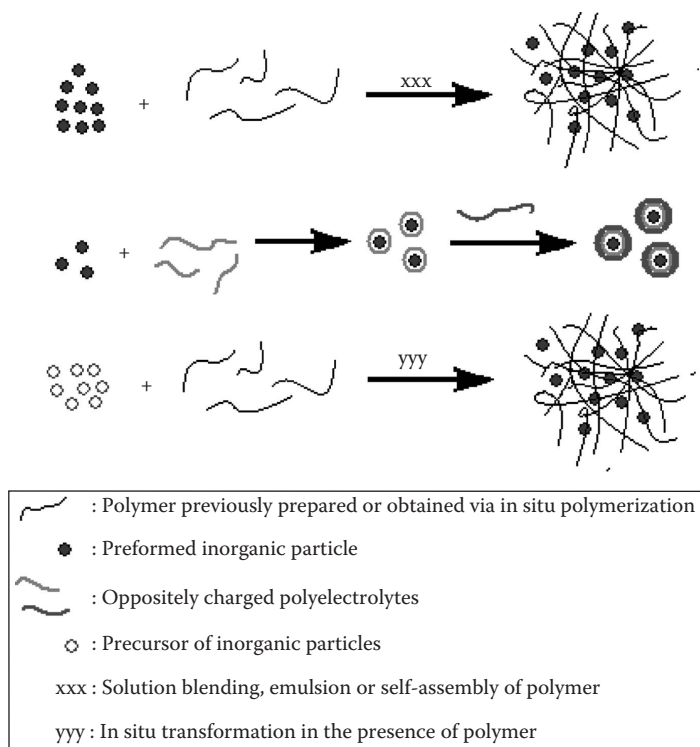 +
xxx
+
+
yyy
: Polymer previously prepared or obtained via in situ polymerization
: Preformed inorganic particle
: Oppositely charged polyelectrolytes
: Precursor of inorganic particles
xxx : Solution blending, emulsion or self-assembly of polymer
yyy : In situ transformation in the presence of polymer